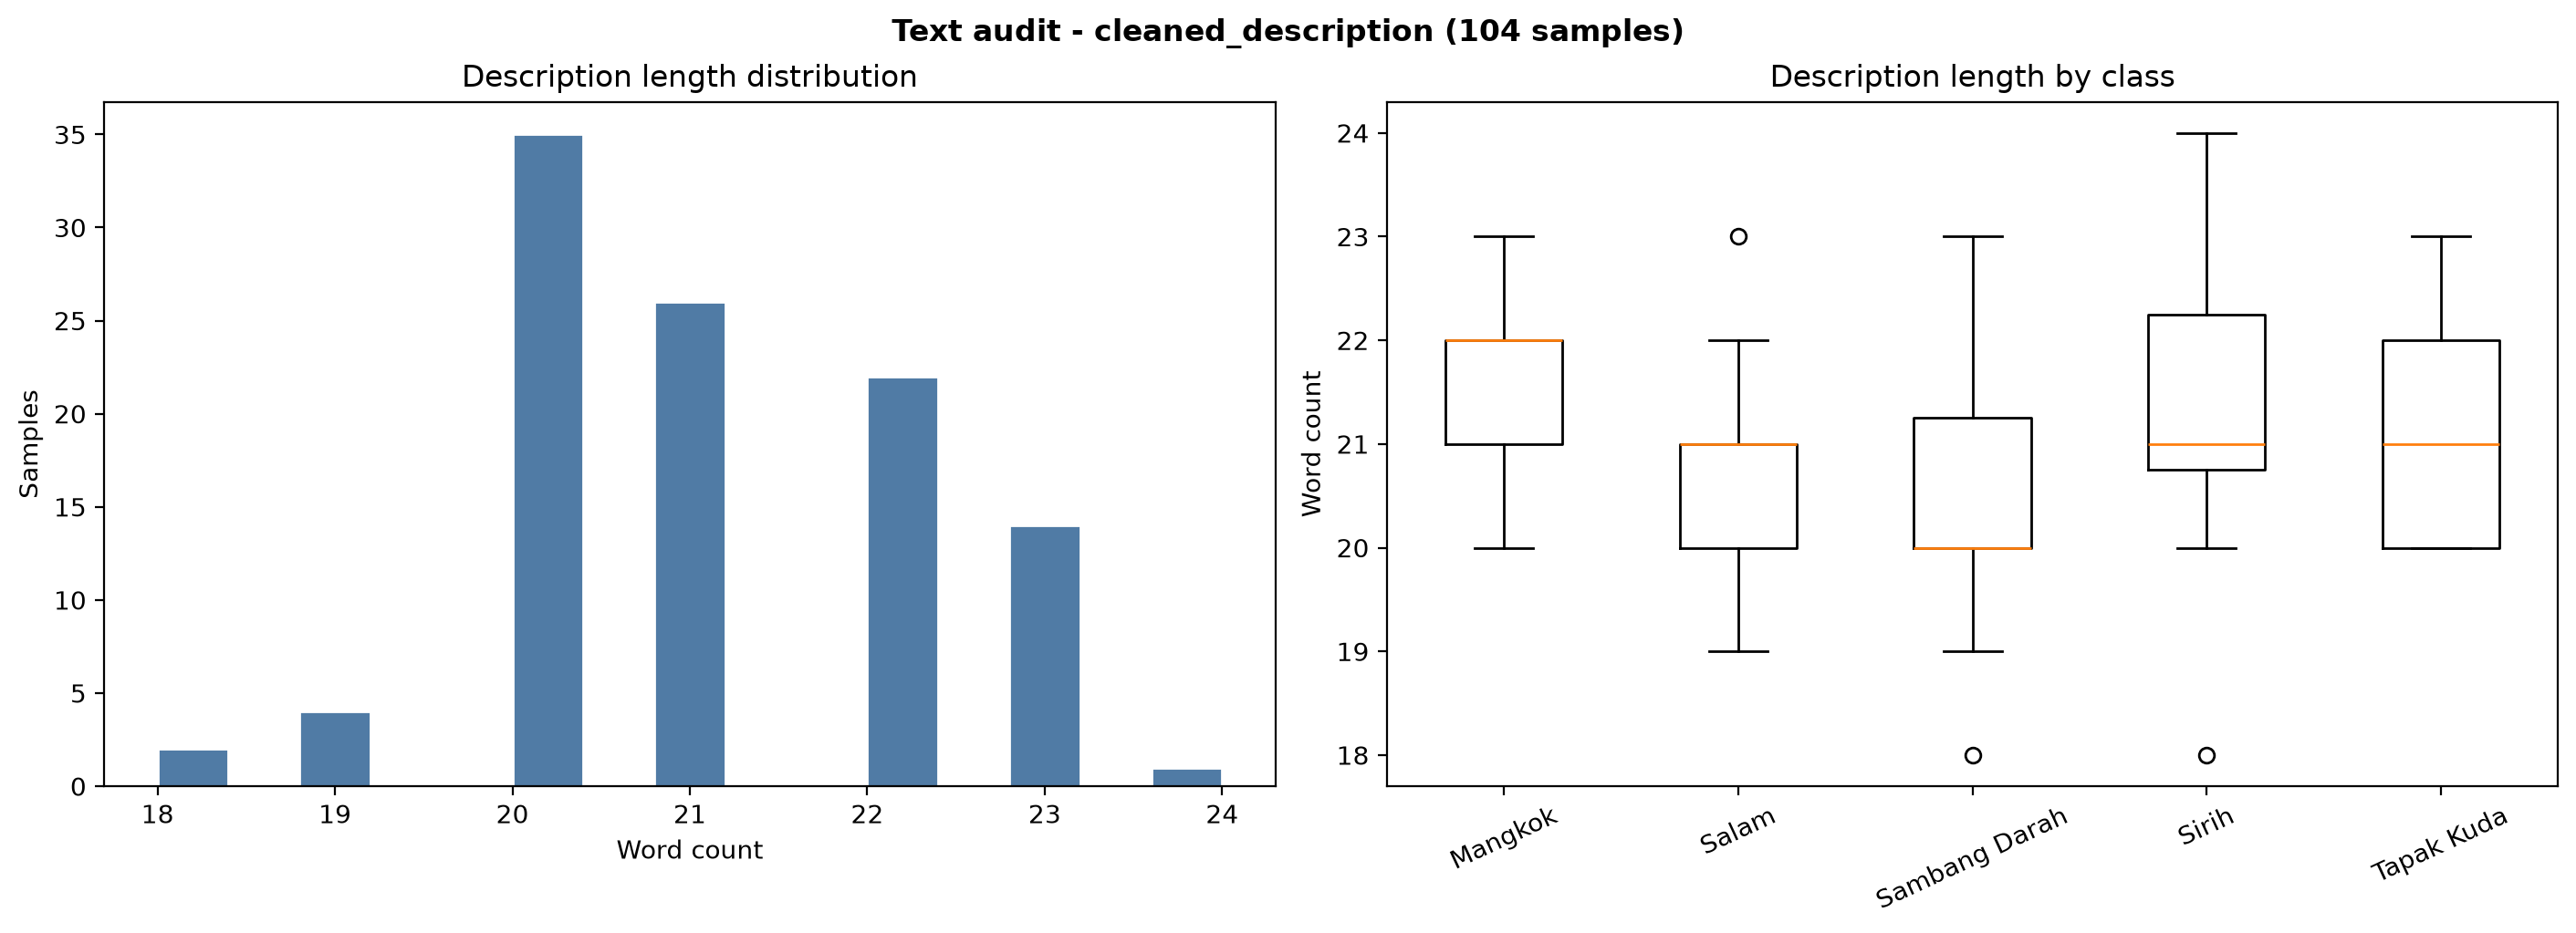 Text audit - cleaned_description (104 samples)
Description length distribution
35
30
25
20
15
10
5
0
Samples
18 19 20 21 22 23 24
Word count
Description length by class
24
23
22
21
20
19
18
Word count
Mangkok
Salam
Sambang Darah
Sirih
Tapak Kuda